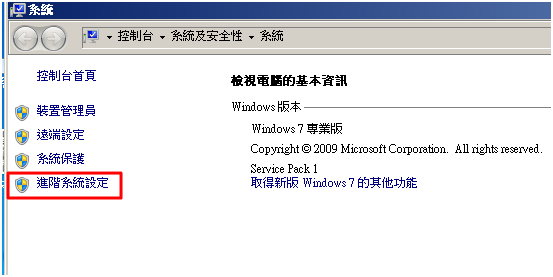 系統
控制台 系統及安全性 系統
控制台首頁
裝置管理員
遠端設定
系統保護
進階系統設定
檢視電腦的基本資訊
Windows 版本
Windows 7 專業版
Copyright © 2009 Microsoft Corporation. All rights reserved.
Service Pack 1
取得新版 Windows 7 的其他功能